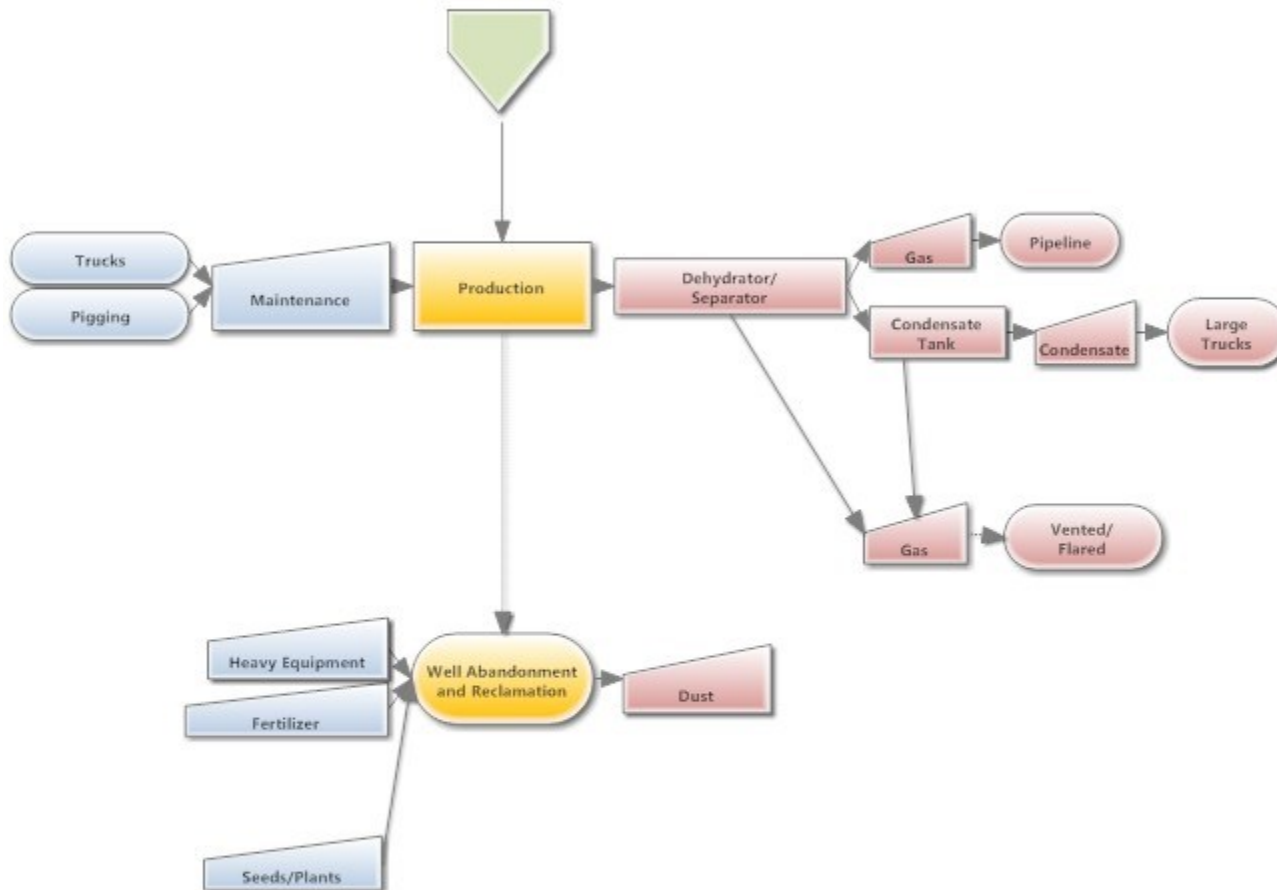 Trucks
Pigging
Maintenance
Production
Dehydrator/
Separator
Gas
Pipeline
Condensate
Tank
Condensate
Large
Trucks
Gas
Vented/
Flared
Heavy Equipment
Fertilizer
Seeds/Plants
Well Abandonment
and Reclamation
Dust